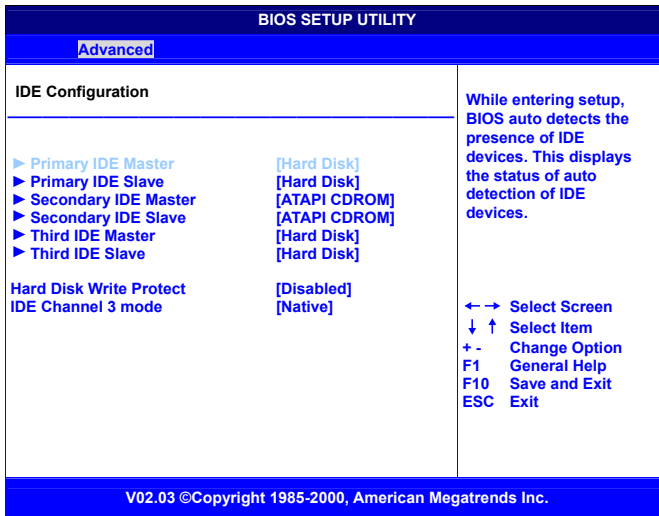 BIOS SETUP UTILITY
Advanced
IDE Configuration
► Primary IDE Master [Hard Disk]
► Primary IDE Slave [Hard Disk]
► Secondary IDE Master [ATAPI CDROM]
► Secondary IDE Slave [ATAPI CDROM]
► Third IDE Master [Hard Disk]
► Third IDE Slave [Hard Disk]
Hard Disk Write Protect [Disabled]
IDE Channel 3 mode [Native]
While entering setup,
BIOS auto detects the
presence of IDE
devices. This displays
the status of auto
detection of IDE
devices.
←→ Select Screen
↓ ↑ Select Item
+ - Change Option
F1 General Help
F10 Save and Exit
ESC Exit
V02.03 ©Copyright 1985-2000, American Megatrends Inc.